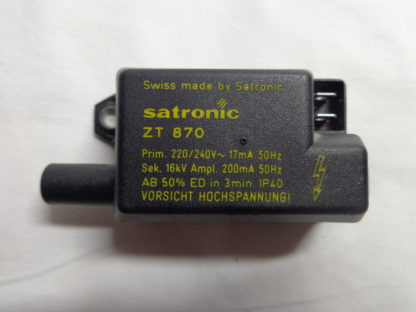 Swiss made by Satronic
satronic
ZT 870
Prim. 220/240V~ 17mA 50Hz
Sek. 16kV Ampl. 200mA 50Hz
AB 50% ED in 3min. IP40
VORSICHT HOCHSPANNUNG!